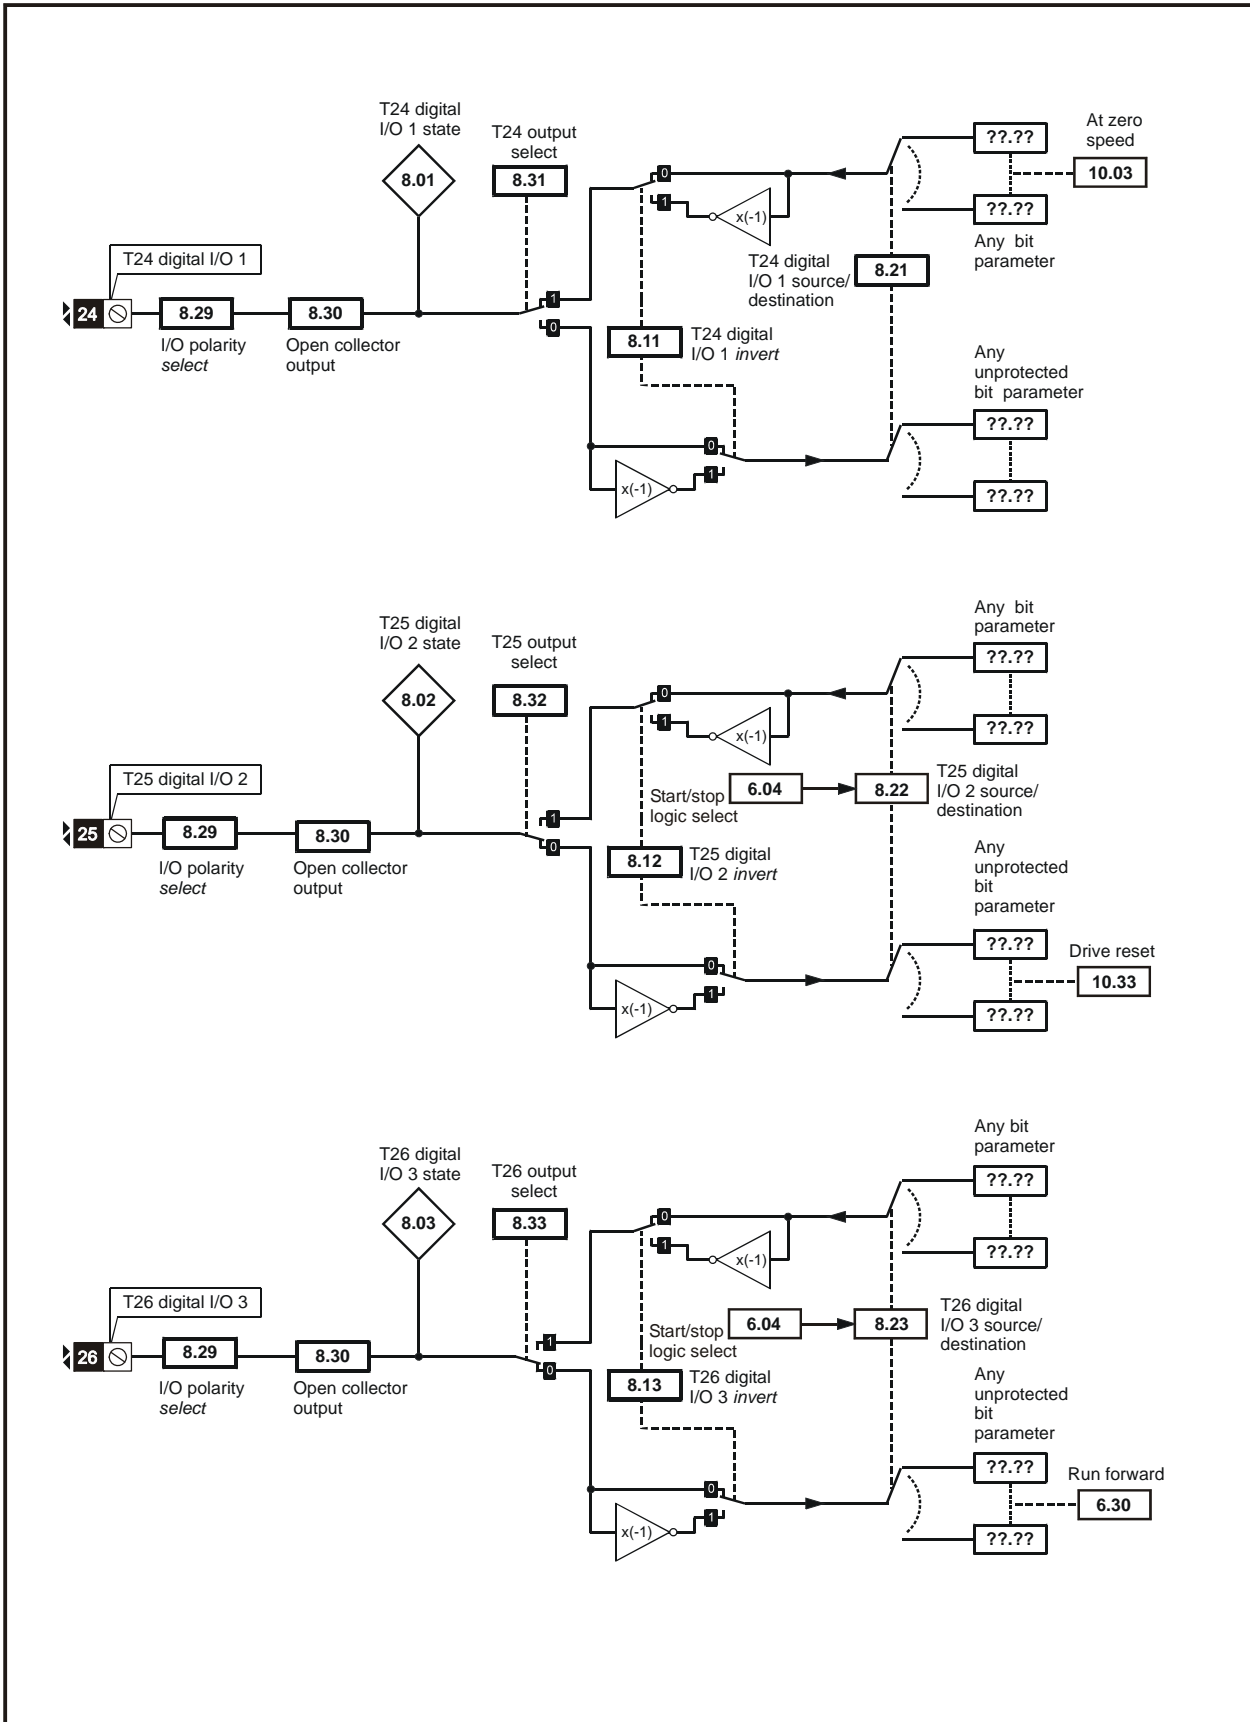 T24 digital
I/O 1 state
8.01
T24 output
select
8.31
0
1
x(-1)
??.??
??.??
At zero
speed
10.03
Any bit
parameter
T24 digital I/O 1
24
8.29
I/O polarity
select
8.30
Open collector
output
1
0
T24 digital
I/O 1 source/
destination
8.21
8.11
T24 digital
I/O 1 invert
Any
unprotected
bit parameter
??.??
??.??
0
1
x(-1)
T25 digital
I/O 2 state
8.02
T25 output
select
8.32
0
1
x(-1)
Any bit
parameter
??.??
??.??
T25 digital I/O 2
25
8.29
I/O polarity
select
8.30
Open collector
output
1
0
Start/stop
logic select
6.04
8.22
T25 digital
I/O 2 source/
destination
8.12
T25 digital
I/O 2 invert
Any
unprotected
bit
parameter
??.??
??.??
Drive reset
10.33
0
1
x(-1)
T26 digital
I/O 3 state
8.03
T26 output
select
8.33
0
1
x(-1)
Any bit
parameter
??.??
??.??
T26 digital I/O 3
26
8.29
I/O polarity
select
8.30
Open collector
output
1
0
Start/stop
logic select
6.04
8.23
T26 digital
I/O 3 source/
destination
8.13
T26 digital
I/O 3 invert
Any
unprotected
bit
parameter
??.??
??.??
Run forward
6.30
0
1
x(-1)